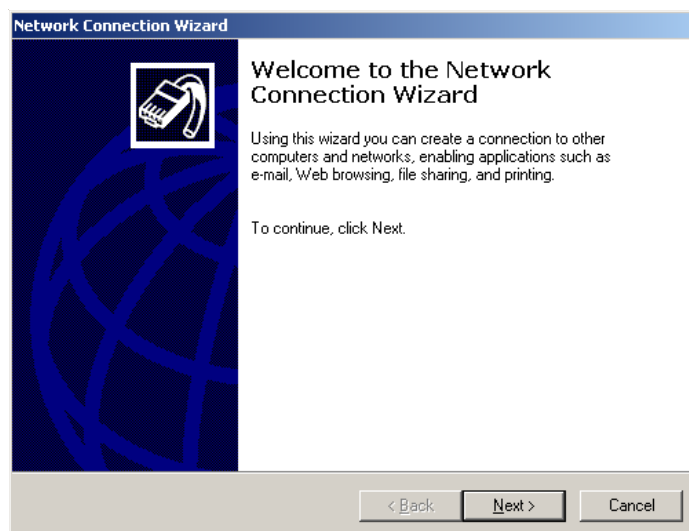 Network Connection Wizard
Welcome to the Network
Connection Wizard
Using this wizard you can create a connection to other
computers and networks, enabling applications such as
e-mail, Web browsing, file sharing, and printing.
To continue, click Next.
< Back Next > Cancel